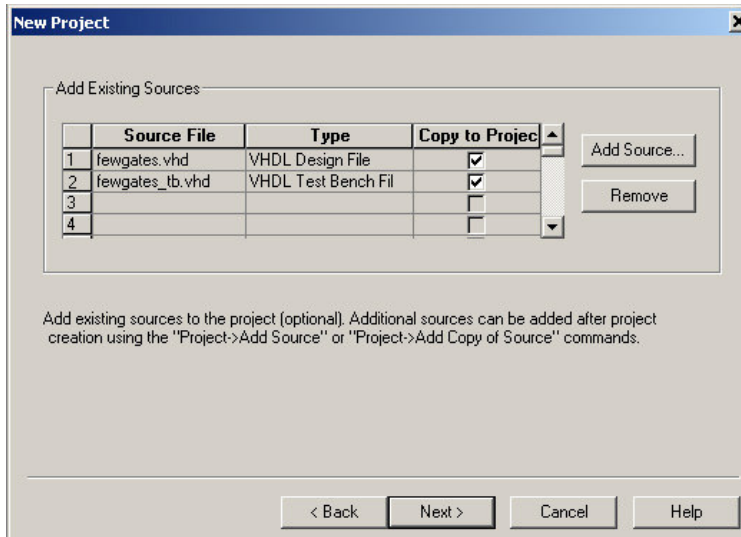 New Project
Add Existing Sources
Source File Type Copy to Projec
1 fewgates.vhd VHDL Design File
2 fewgates_tb.vhd VHDL Test Bench Fil
3
4
Add Source...
Remove
Add existing sources to the project (optional). Additional sources can be added after project
creation using the "Project->Add Source" or "Project->Add Copy of Source" commands.
< Back Next > Cancel Help